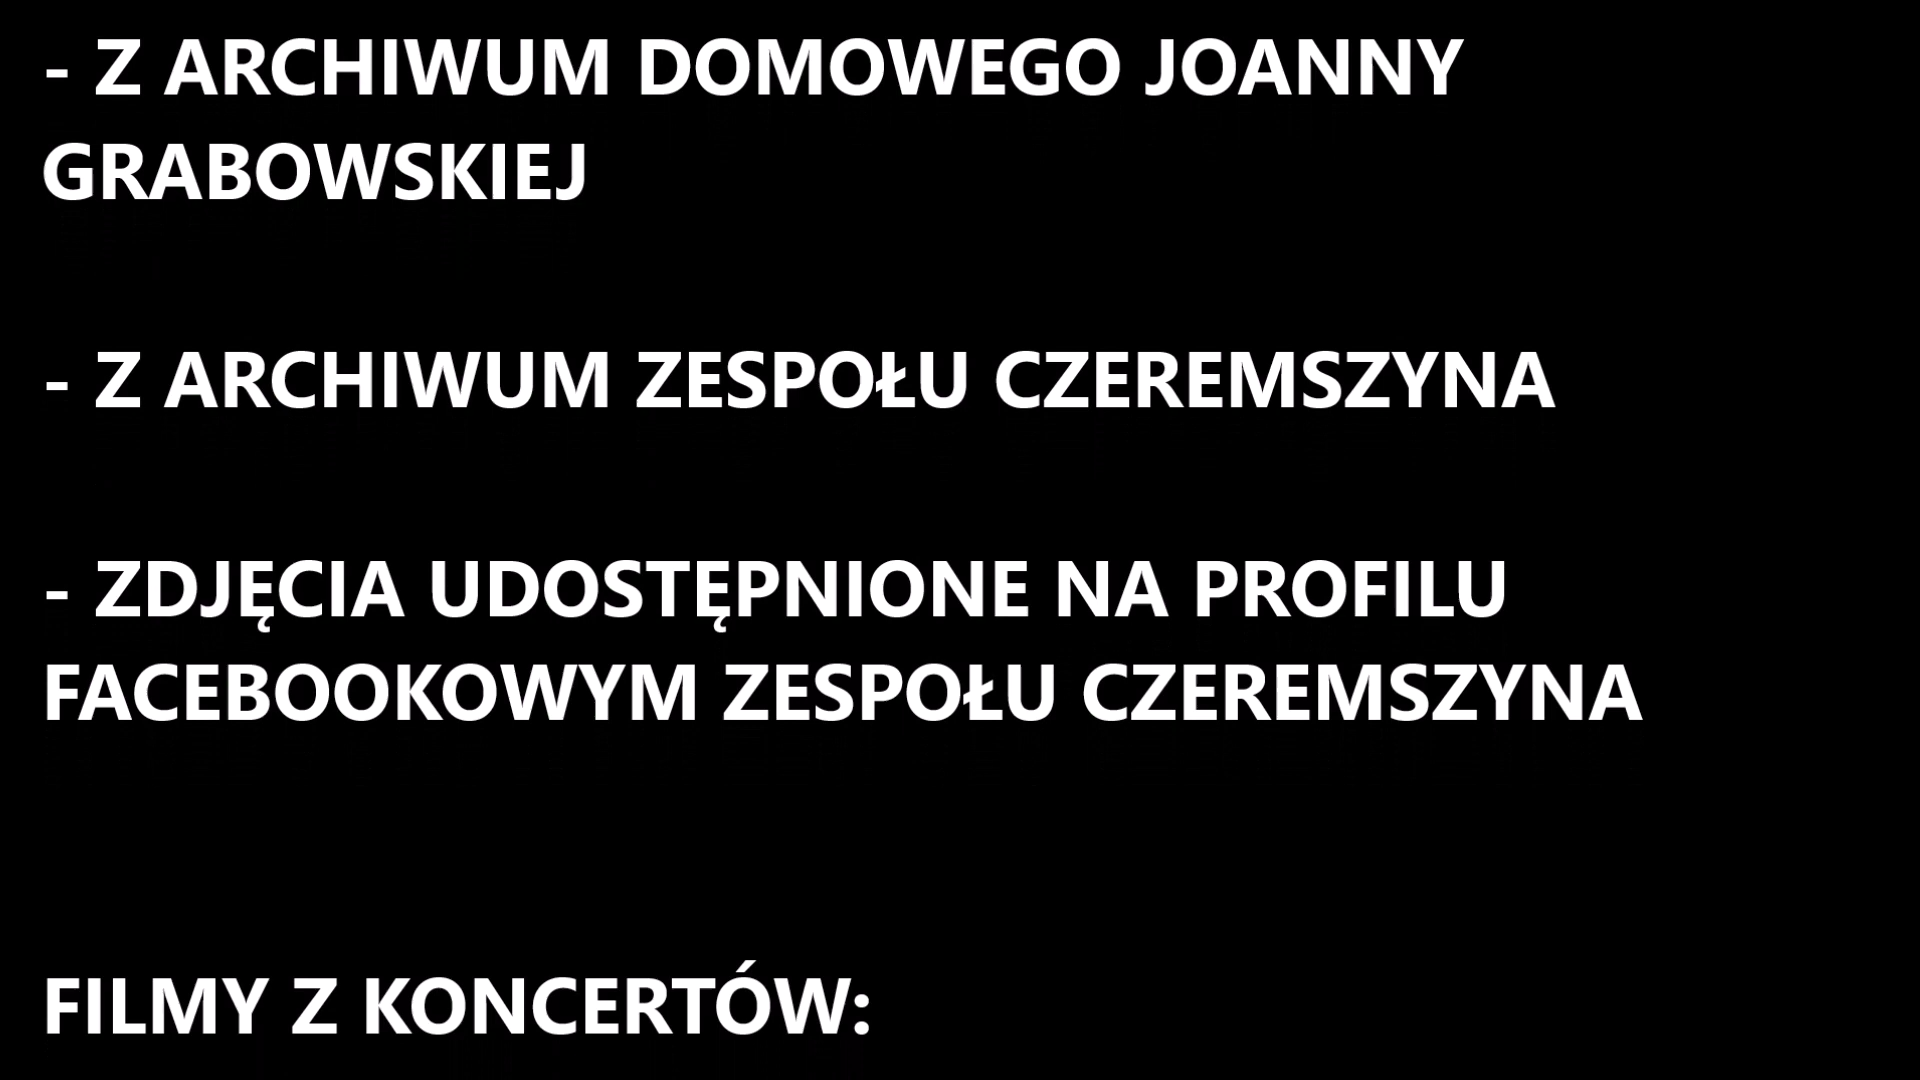 - Z ARCHIWUM DOMOWEGO JOANNY
GRABOWSKIEJ
- Z ARCHIWUM ZESPOŁU CZEREMSZYNA
- ZDJĘCIA UDOSTĘPNIONE NA PROFILU
FACEBOOKOWYM ZESPOŁU CZEREMSZYNA
FILMY Z KONCERTÓW: